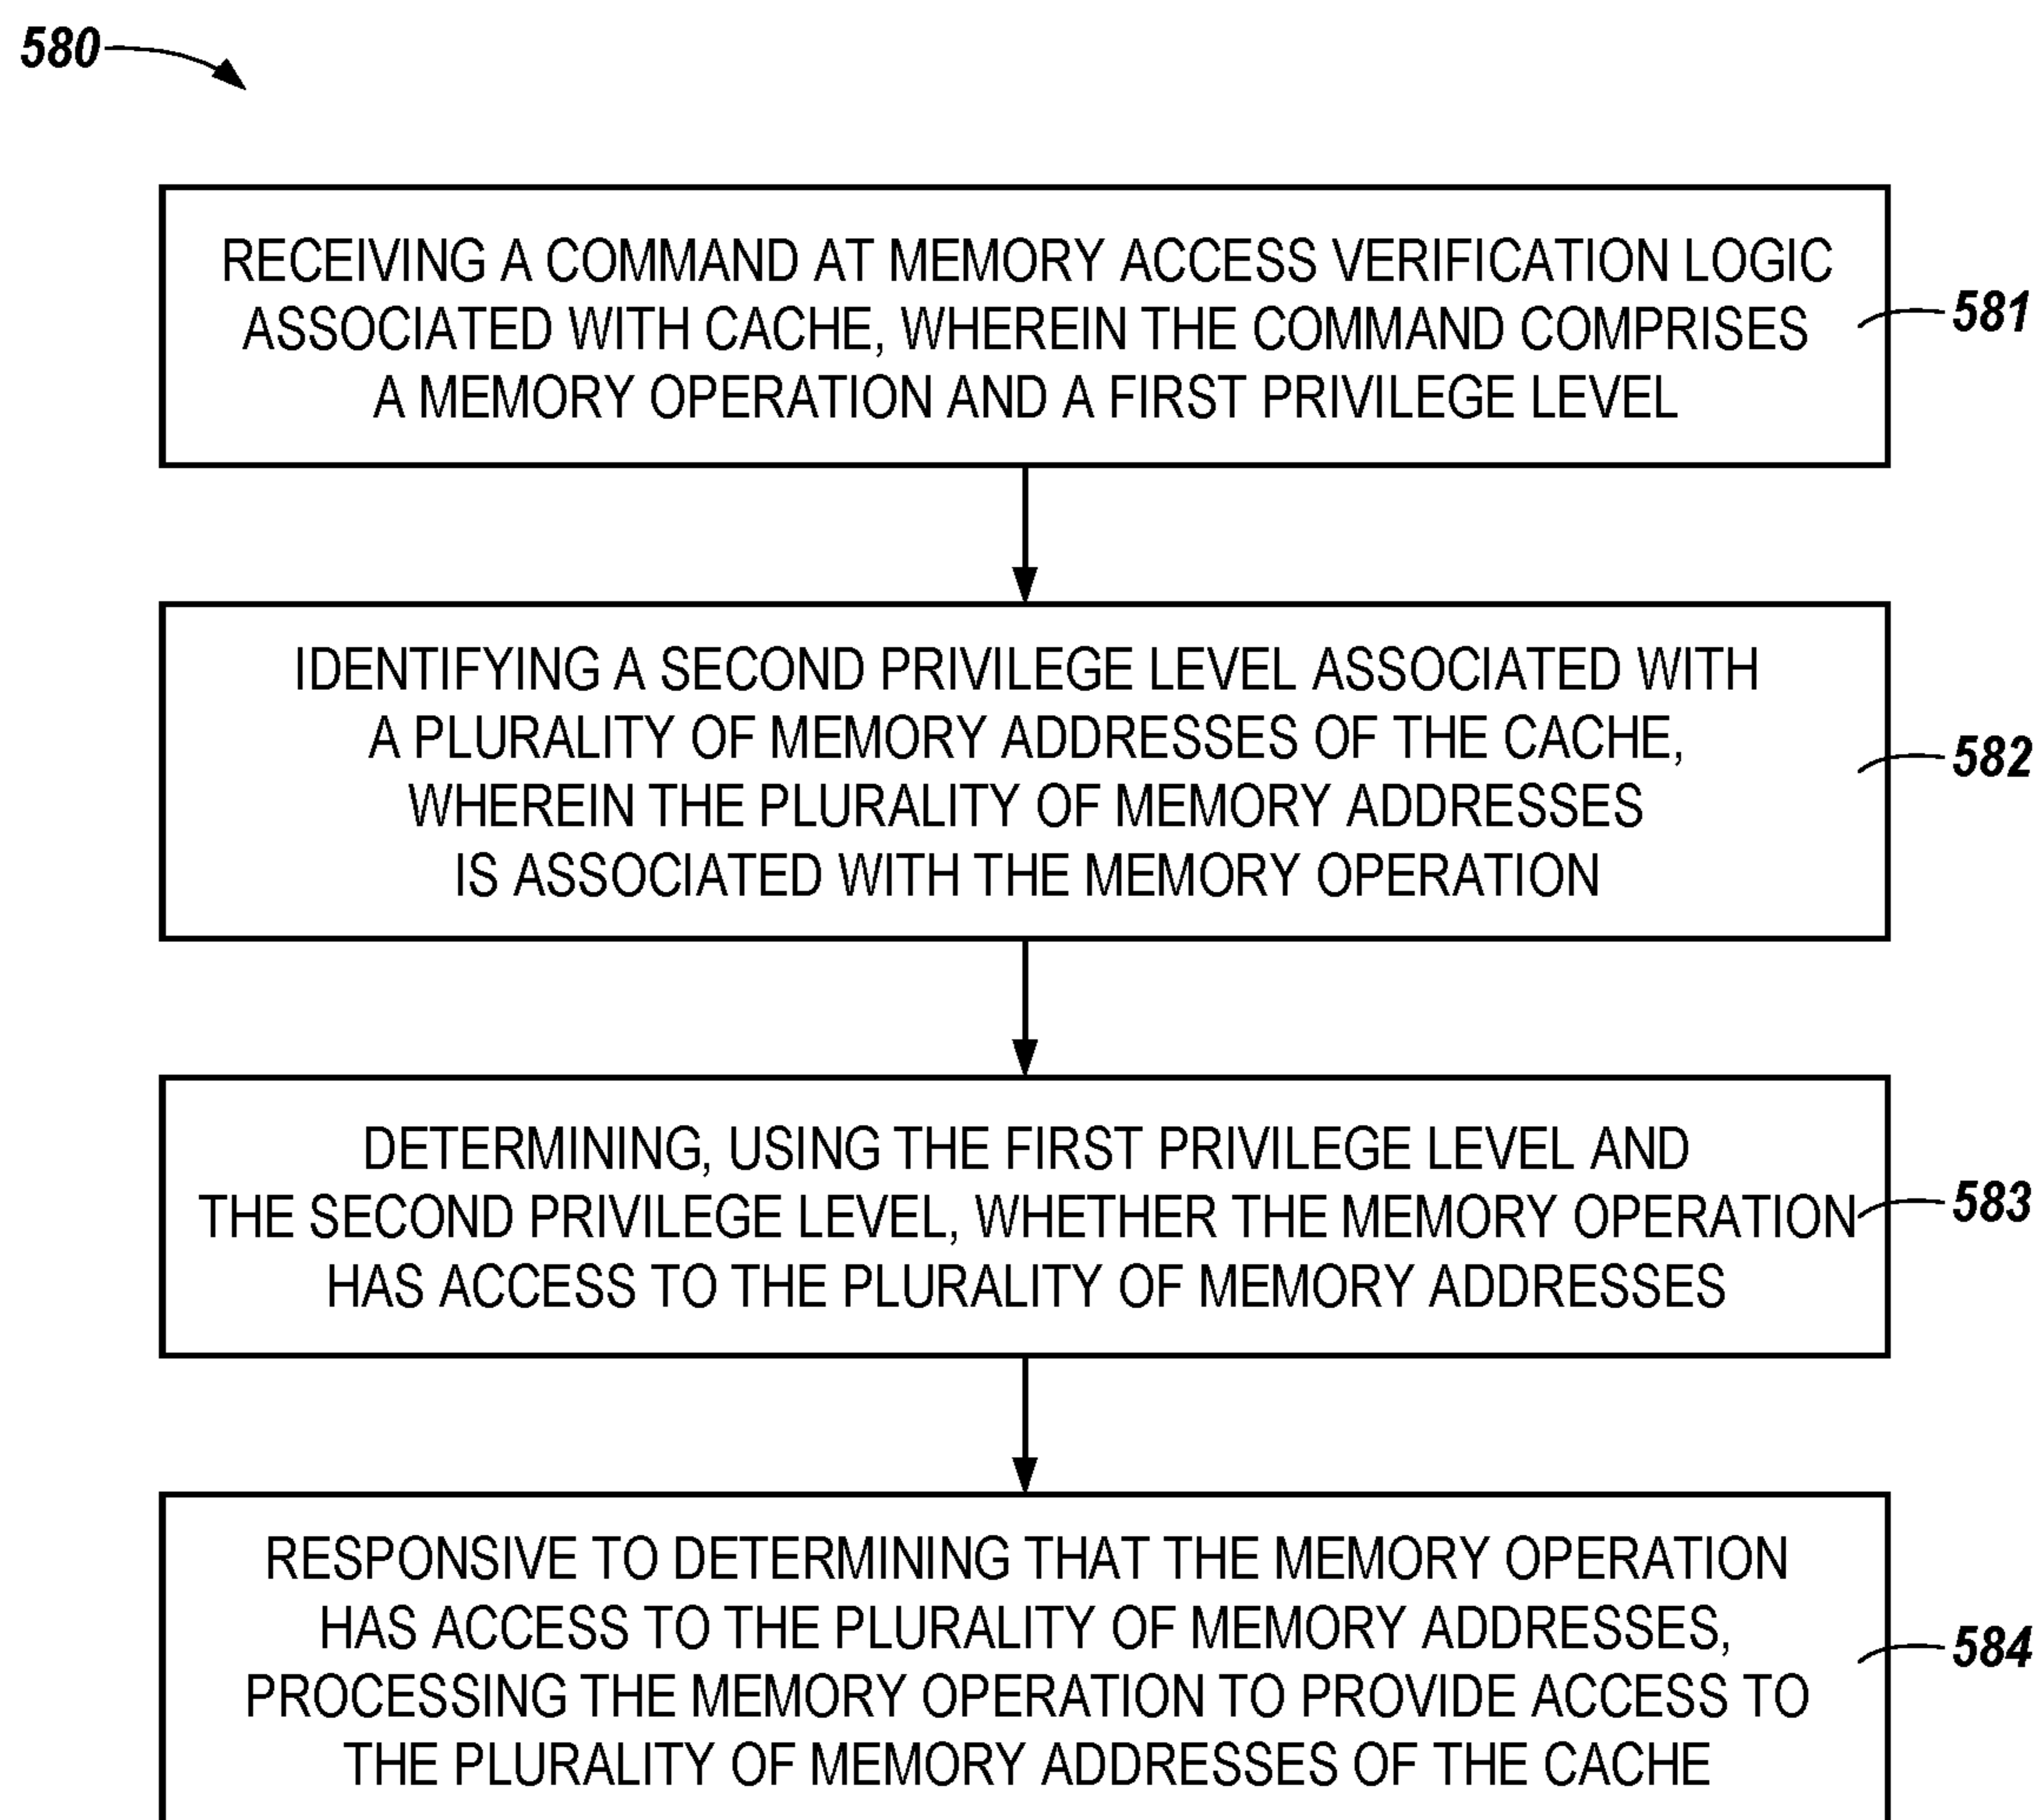 580
RECEIVING A COMMAND AT MEMORY ACCESS VERIFICATION LOGIC
ASSOCIATED WITH CACHE, WHEREIN THE COMMAND COMPRISES
A MEMORY OPERATION AND A FIRST PRIVILEGE LEVEL
581
IDENTIFYING A SECOND PRIVILEGE LEVEL ASSOCIATED WITH
A PLURALITY OF MEMORY ADDRESSES OF THE CACHE,
WHEREIN THE PLURALITY OF MEMORY ADDRESSES
IS ASSOCIATED WITH THE MEMORY OPERATION
582
DETERMINING, USING THE FIRST PRIVILEGE LEVEL AND
THE SECOND PRIVILEGE LEVEL, WHETHER THE MEMORY OPERATION
HAS ACCESS TO THE PLURALITY OF MEMORY ADDRESSES
583
RESPONSIVE TO DETERMINING THAT THE MEMORY OPERATION
HAS ACCESS TO THE PLURALITY OF MEMORY ADDRESSES,
PROCESSING THE MEMORY OPERATION TO PROVIDE ACCESS TO
THE PLURALITY OF MEMORY ADDRESSES OF THE CACHE
584